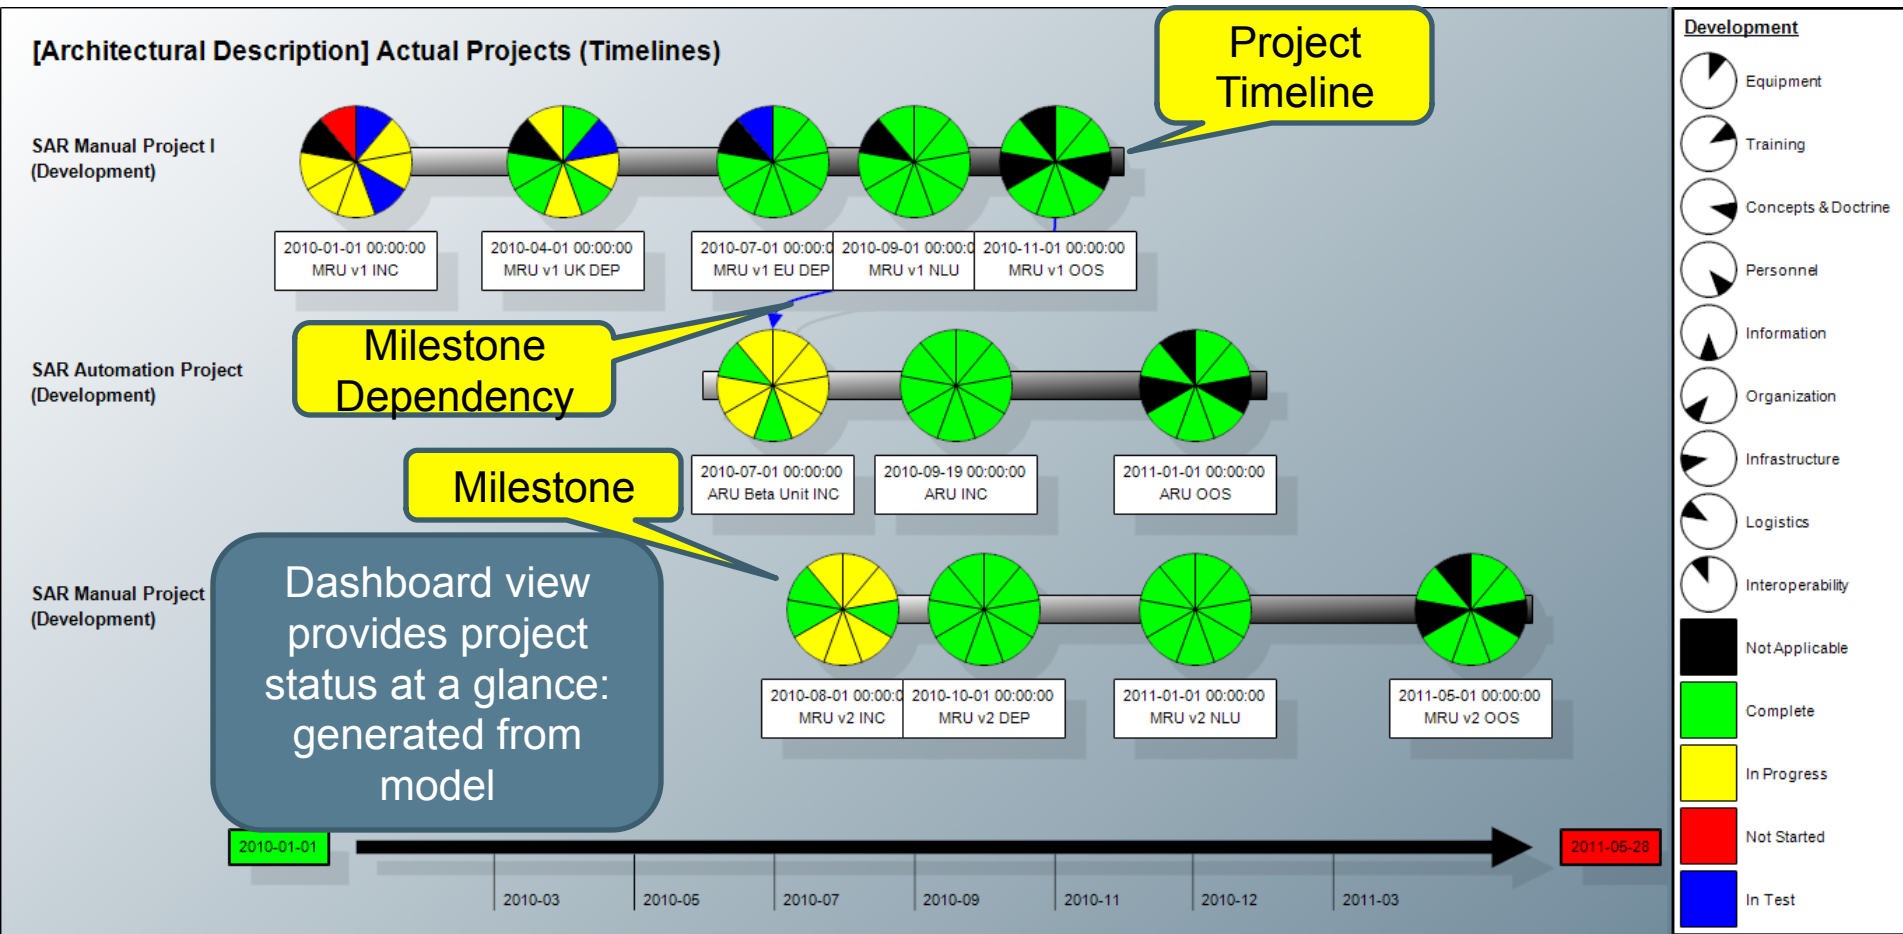 [Architectural Description] Actual Projects (Timelines)
Project
Timeline
SAR Manual Project I
(Development)
2010-01-01 00:00:00
MRU v1 INC
2010-04-01 00:00:00
MRU v1 UK DEP
2010-07-01 00:00:0
MRU v1 EU DEP
2010-09-01 00:00:0
MRU v1 NLU
2010-11-01 00:00:00
MRU v1 OOS
Milestone
Dependency
SAR Automation Project
(Development)
2010-07-01 00:00:00
ARU Beta Unit INC
2010-09-19 00:00:00
ARU INC
2011-01-01 00:00:00
ARU OOS
Milestone
SAR Manual Project
(Development)
Dashboard view
provides project
status at a glance:
generated from
model
2010-08-01 00:00:0
MRU v2 INC
2010-10-01 00:00:00
MRU v2 DEP
2011-01-01 00:00:00
MRU v2 NLU
2011-05-01 00:00:00
MRU v2 OOS
2010-01-01
2011-05-28
2010-03
2010-05
2010-07
2010-09
2010-11
2010-12
2011-03
Development
Equipment
Training
Concepts & Doctrine
Personnel
Information
Organization
Infrastructure
Logistics
Interoperability
Not Applicable
Complete
In Progress
Not Started
In Test